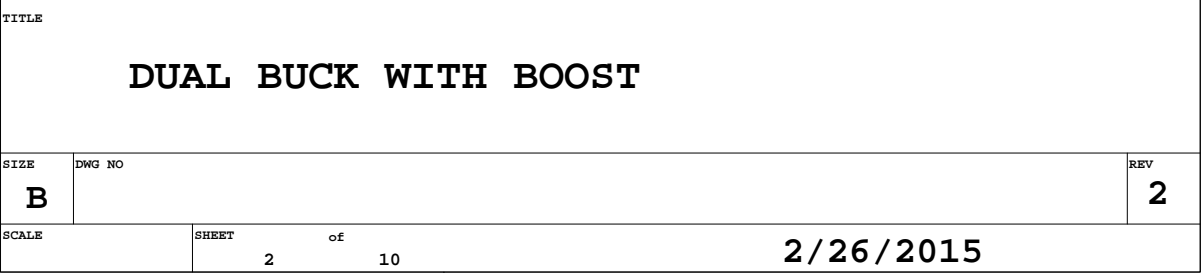 TITLE
DUAL BUCK WITH BOOST
SIZE DWG NO REV
B 2
SCALE SHEET of
2 10 2/26/2015